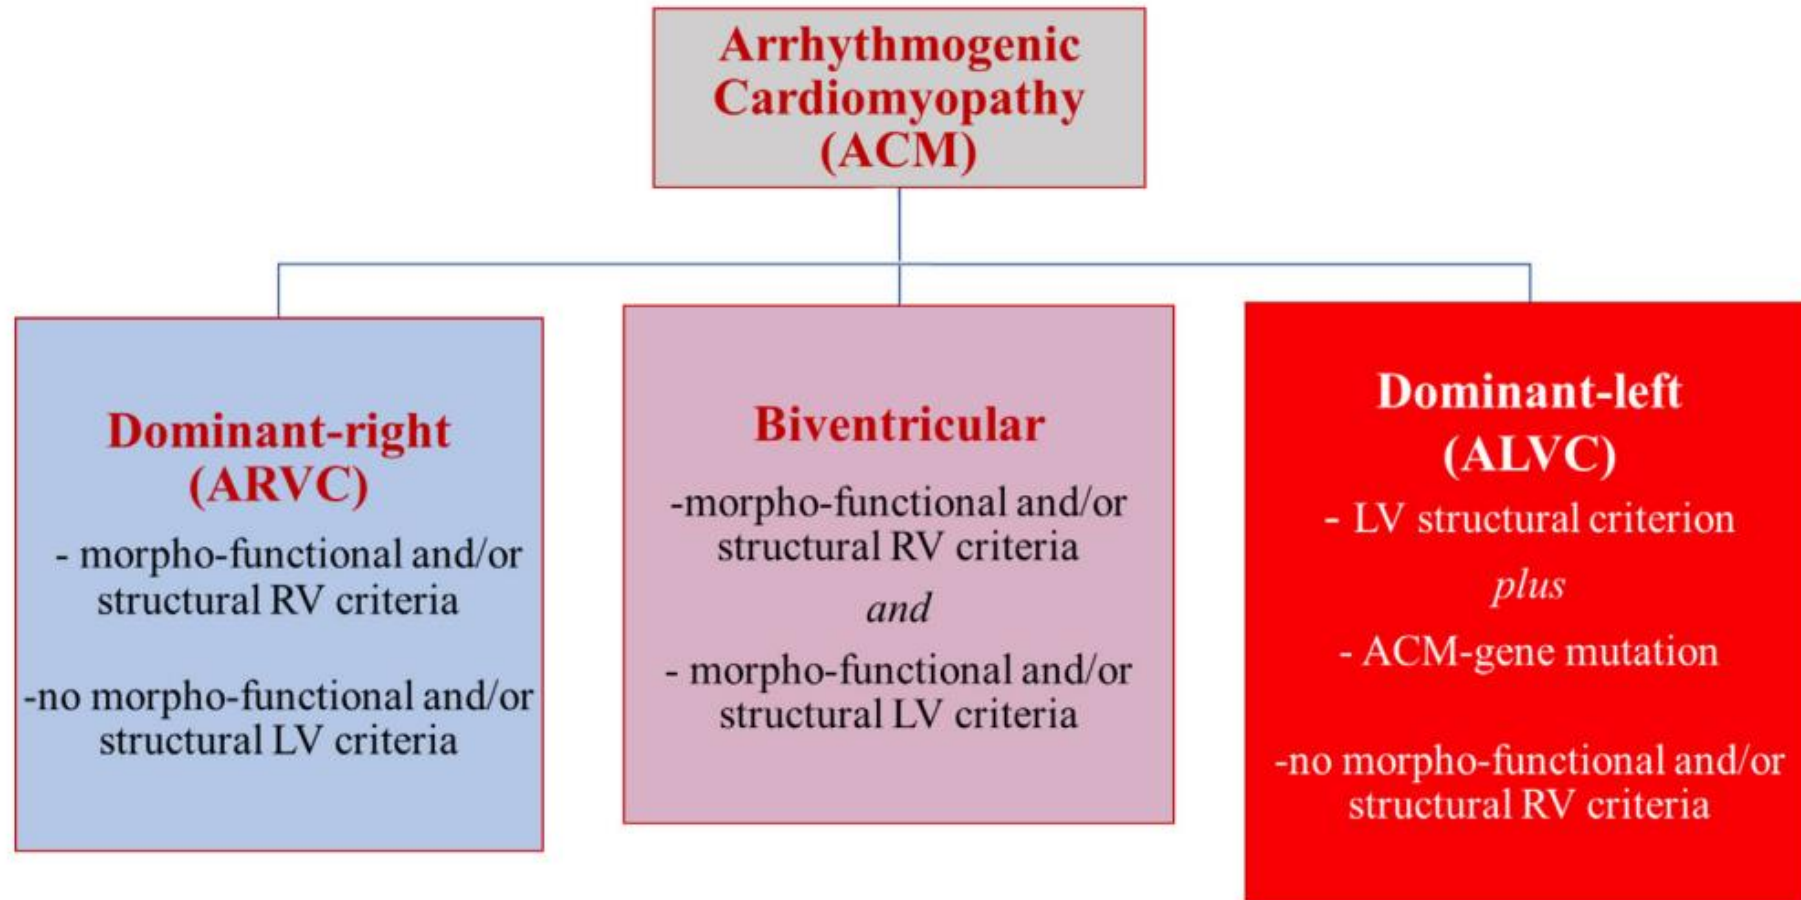 Arrhythmogenic
Cardiomyopathy
(ACM)
Dominant-right
(ARVC)
- morpho-functional and/or
structural RV criteria
-no morpho-functional and/or
structural LV criteria
Biventricular
-morpho-functional and/or
structural RV criteria
and
- morpho-functional and/or
structural LV criteria
Dominant-left
(ALVC)
- LV structural criterion
plus
- ACM-gene mutation
-no morpho-functional and/or
structural RV criteria